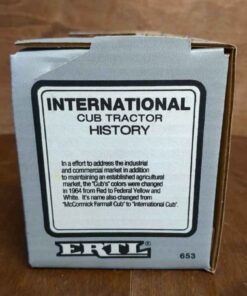 INTERNATIONAL
CUB TRACTOR
HISTORY
In a effort to address the industrial
and commercial market in addition
to maintaining an established agricultural
market, the "Cub's" colors were changed
in 1964 from Red to Federal Yellow and
White. It's name also changed from
"McCormick Farmall Cub" to "International Cub".
ERTL®
653